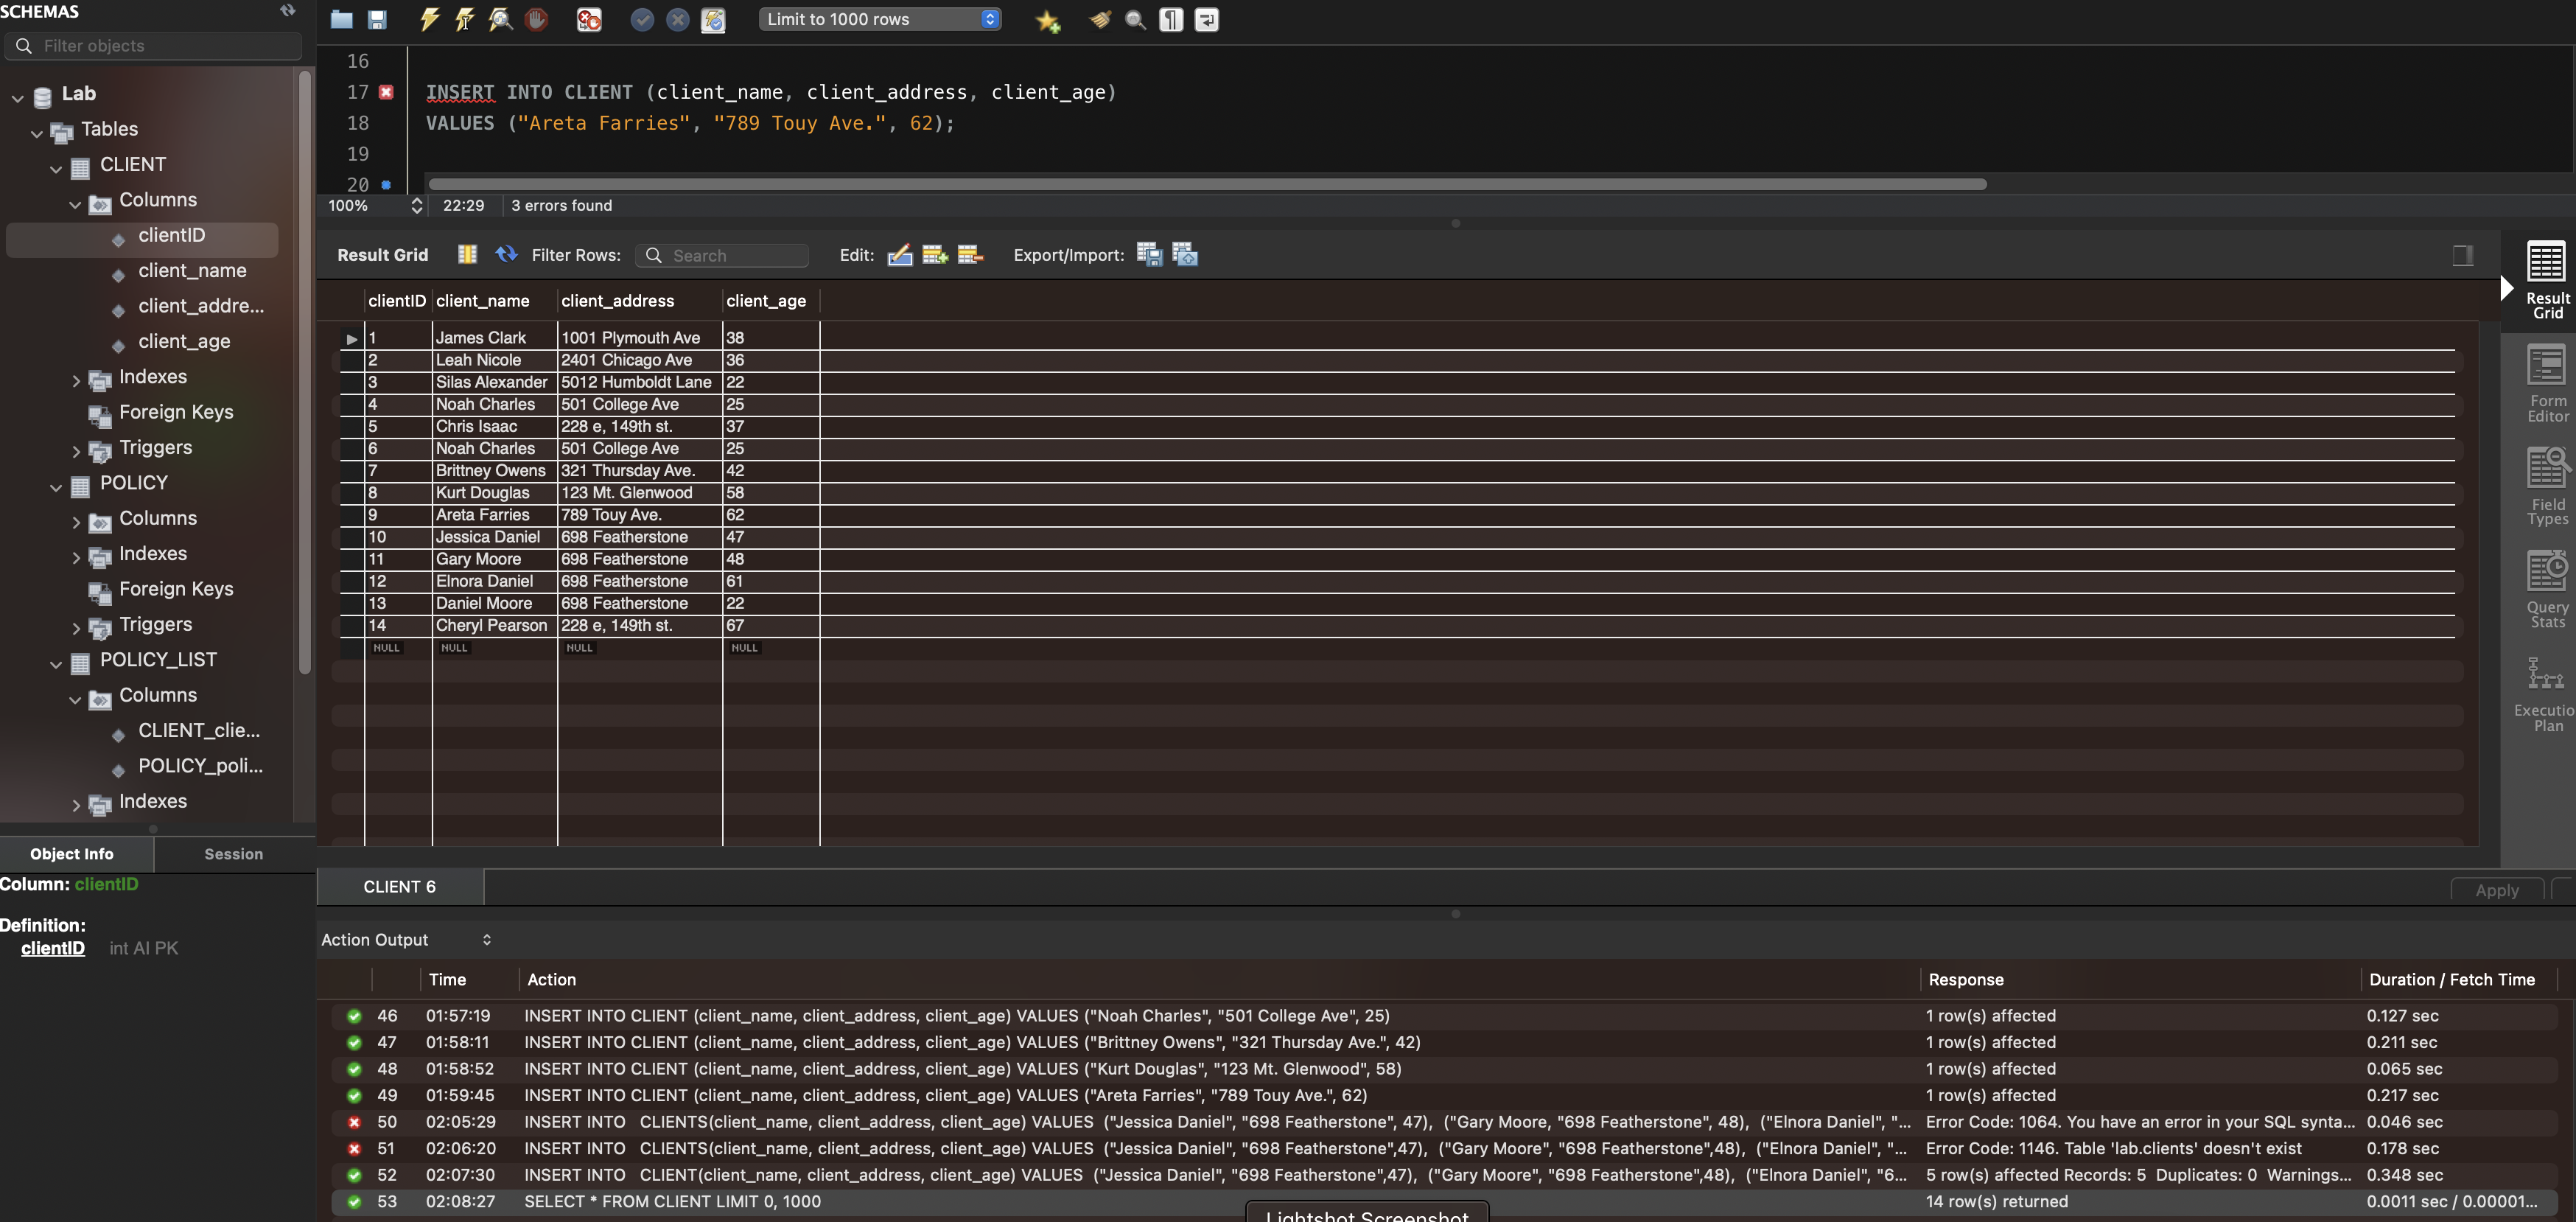 SCHEMAS
Filter objects
Lab
Tables
CLIENT
Columns
clientID
client_name
client_addre...
client_age
Indexes
Foreign Keys
Triggers
POLICY
Columns
Indexes
Foreign Keys
Triggers
POLICY_LIST
Columns
CLIENT_clie...
POLICY_poli...
Indexes
Object Info Session
Column: clientID
Definition:
clientID int AI PK
Limit to 1000 rows
16
17 INSERT INTO CLIENT (client_name, client_address, client_age)
18 VALUES ("Areta Farries", "789 Touy Ave.", 62);
19
20
100% 22:29 3 errors found
Result Grid Filter Rows: Search Edit: Export/Import:
clientID client_name client_address client_age
1 James Clark 1001 Plymouth Ave 38
2 Leah Nicole 2401 Chicago Ave 36
3 Silas Alexander 5012 Humboldt Lane 22
4 Noah Charles 501 College Ave 25
5 Chris Isaac 228 e, 149th st. 37
6 Noah Charles 501 College Ave 25
7 Brittney Owens 321 Thursday Ave. 42
8 Kurt Douglas 123 Mt. Glenwood 58
9 Areta Farries 789 Touy Ave. 62
10 Jessica Daniel 698 Featherstone 47
11 Gary Moore 698 Featherstone 48
12 Elnora Daniel 698 Featherstone 61
13 Daniel Moore 698 Featherstone 22
14 Cheryl Pearson 228 e, 149th st. 67
NULL NULL NULL NULL
Result
Grid
Form
Editor
Field
Types
Query
Stats
Executio
Plan
CLIENT 6
Apply
Action Output
Time Action Response Duration / Fetch Time
46 01:57:19 INSERT INTO CLIENT (client_name, client_address, client_age) VALUES ("Noah Charles", "501 College Ave", 25) 1 row(s) affected 0.127 sec
47 01:58:11 INSERT INTO CLIENT (client_name, client_address, client_age) VALUES ("Brittney Owens", "321 Thursday Ave.", 42) 1 row(s) affected 0.211 sec
48 01:58:52 INSERT INTO CLIENT (client_name, client_address, client_age) VALUES ("Kurt Douglas", "123 Mt. Glenwood", 58) 1 row(s) affected 0.065 sec
49 01:59:45 INSERT INTO CLIENT (client_name, client_address, client_age) VALUES ("Areta Farries", "789 Touy Ave.", 62) 1 row(s) affected 0.217 sec
50 02:05:29 INSERT INTO CLIENTS(client_name, client_address, client_age) VALUES ("Jessica Daniel", "698 Featherstone", 47), ("Gary Moore, "698 Featherstone", 48), ("Elnora Daniel", "... Error Code: 1064. You have an error in your SQL synta... 0.046 sec
51 02:06:20 INSERT INTO CLIENTS(client_name, client_address, client_age) VALUES ("Jessica Daniel", "698 Featherstone",47), ("Gary Moore", "698 Featherstone",48), ("Elnora Daniel", "... Error Code: 1146. Table 'lab.clients' doesn't exist 0.178 sec
52 02:07:30 INSERT INTO CLIENT(client_name, client_address, client_age) VALUES ("Jessica Daniel", "698 Featherstone",47), ("Gary Moore", "698 Featherstone",48), ("Elnora Daniel", "6... 5 row(s) affected Records: 5 Duplicates: 0 Warnings... 0.348 sec
53 02:08:27 SELECT * FROM CLIENT LIMIT 0, 1000 14 row(s) returned 0.0011 sec / 0.00001...
Lightshot Screenshot